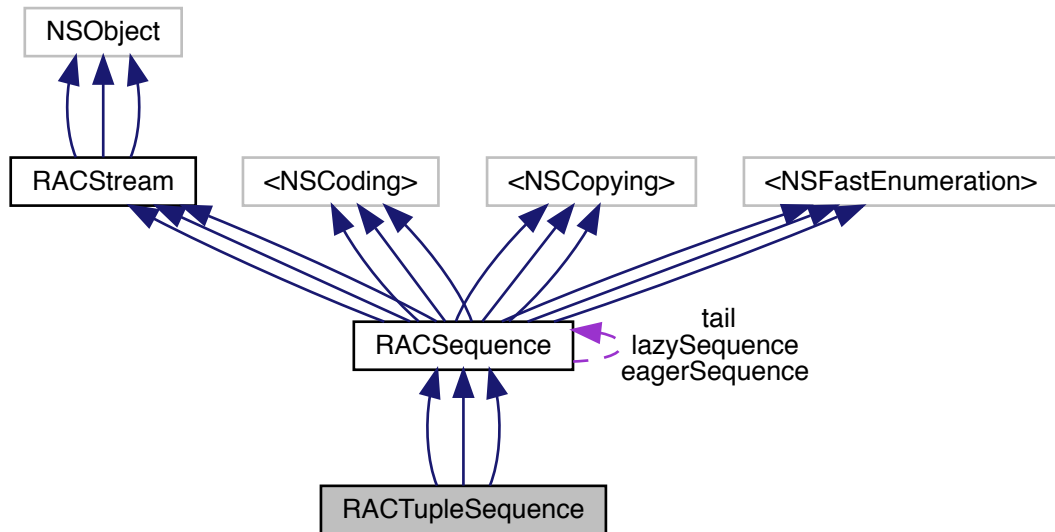 NSObject
RACStream
<NSCoding>
<NSCopying>
<NSFastEnumeration>
RACSequence
tail
lazySequence
eagerSequence
RACTupleSequence